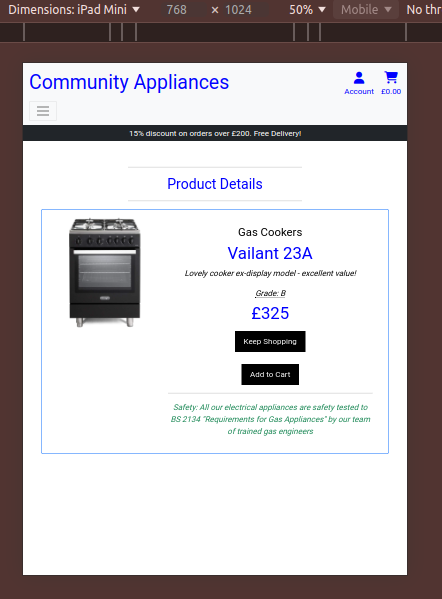 Dimensions: iPad Mini 768 × 1024 50% Mobile No thr
Community Appliances
Account £0.00
15% discount on orders over £200. Free Delivery!
Product Details
Gas Cookers
Vailant 23A
Lovely cooker ex-display model - excellent value!
Grade: B
£325
Keep Shopping
Add to Cart
Safety: All our electrical appliances are safety tested to
BS 2134 "Requirements for Gas Appliances" by our team
of trained gas engineers